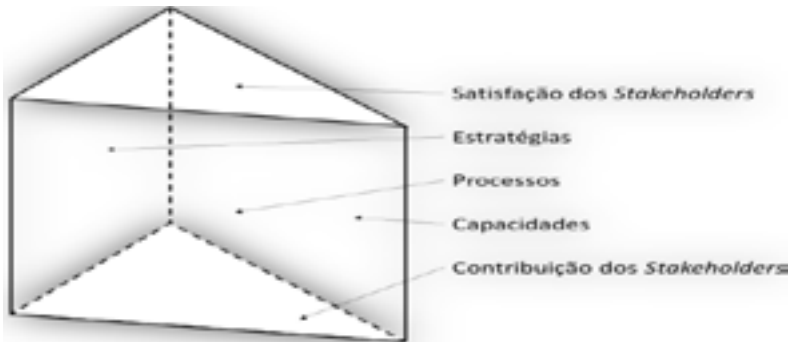 Satisfação dos Stakeholders
Estratégias
Processos
Capacidades
Contribuição dos Stakeholders